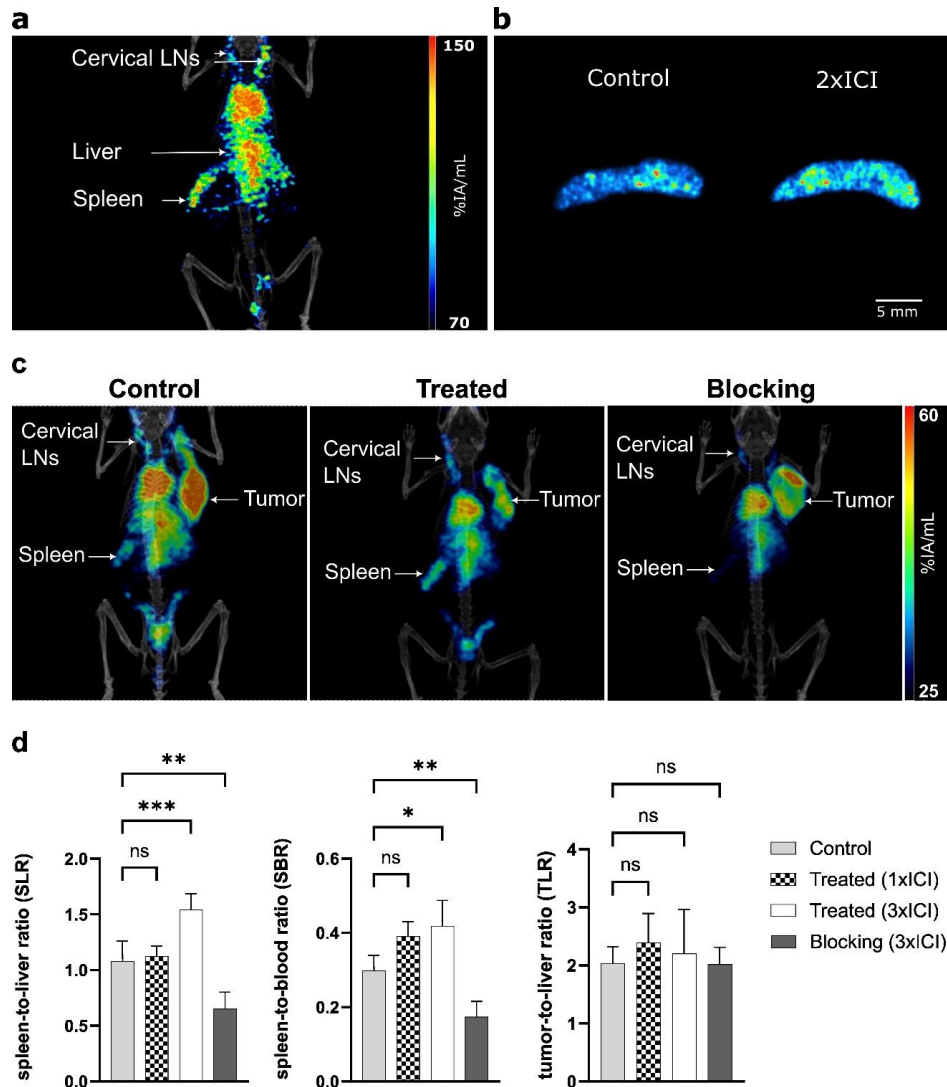 a
Cervical LNs
Liver
Spleen
150
%IA/mL
70
b
Control
2xICI
5 mm
c
Control
Treated
Blocking
Cervical
LNs
Tumor
Spleen
Cervical
LNs
Tumor
Spleen
Cervical
LNs
Tumor
Spleen
60
%IA/mL
25
d
spleen-to-liver ratio (SLR)
2.0
1.5
1.0
0.5
0.0
**
***
ns
spleen-to-blood ratio (SBR)
0.6
0.4
0.2
0.0
**
*
ns
tumor-to-liver ratio (TLR)
4
3
2
1
0
ns
ns
ns
Control
Treated (1xICI)
Treated (3xICI)
Blocking (3xICI)